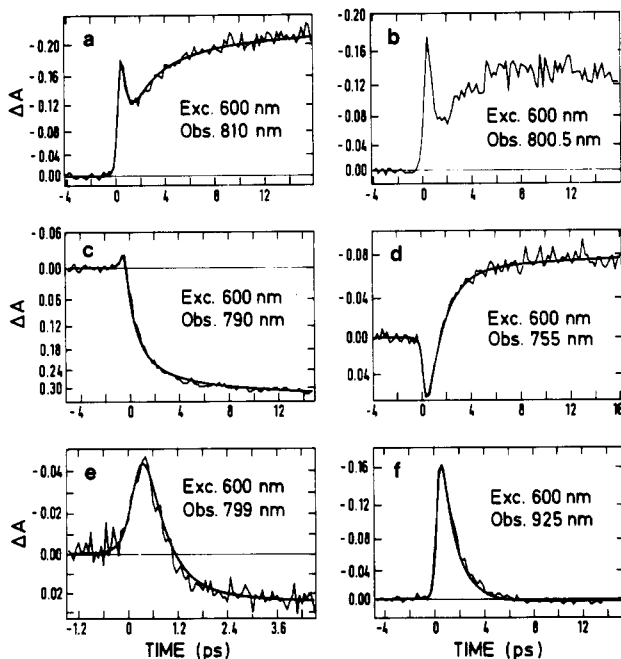 a
-0.20
-0.16
-0.12
-0.08
-0.04
0.00
ΔA
Exc. 600 nm
Obs. 810 nm
-4 0 4 8 12
b
-0.20
-0.16
-0.12
-0.08
-0.04
0.00
Exc. 600 nm
Obs. 800.5 nm
-4 0 4 8 12
c
-0.06
0.00
0.05
0.12
0.18
0.24
0.30
ΔA
Exc. 600 nm
Obs. 790 nm
-4 0 4 8 12
d
-0.08
-0.04
0.00
0.04
Exc. 600 nm
Obs. 755 nm
-4 0 4 8 12 16
e
-0.04
-0.02
0.00
0.02
ΔA
Exc. 600 nm
Obs. 799 nm
-1.2 0 1.2 2.4 3.6
TIME (ps)
f
-0.16
-0.12
-0.08
-0.04
0.00
Exc. 600 nm
Obs. 925 nm
-4 0 4 8 12
TIME (ps)